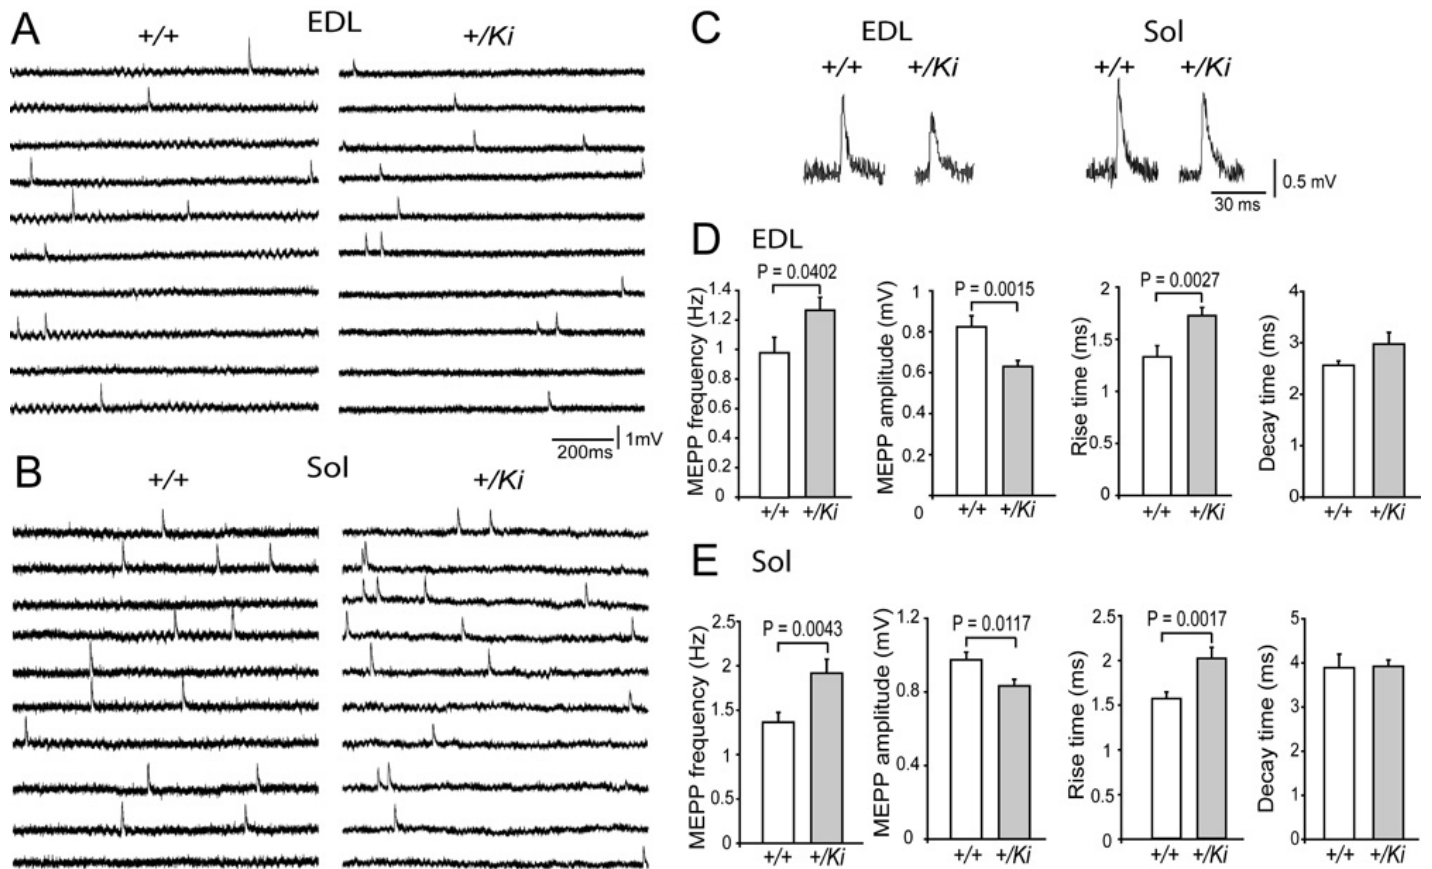 A
EDL
+/+
+/Ki
200ms
1mV
B
Sol
+/+
+/Ki
C
EDL
Sol
+/+
+/Ki
+/+
+/Ki
30 ms
0.5 mV
D
EDL
P = 0.0402
MEPP frequency (Hz)
1.4
1.2
1
0.8
0.6
0.4
0.2
0
+/+
+/Ki
P = 0.0015
MEPP amplitude (mV)
1
0.8
0.6
0.4
0.2
0
+/+
+/Ki
P = 0.0027
Rise time (ms)
2
1.5
1
0.5
0
+/+
+/Ki
Decay time (ms)
4
3
2
1
0
+/+
+/Ki
E
Sol
P = 0.0043
MEPP frequency (Hz)
2.5
2
1.5
1
0.5
0
+/+
+/Ki
P = 0.0117
MEPP amplitude (mV)
1.2
0.8
0.4
0
+/+
+/Ki
P = 0.0017
Rise time (ms)
2.5
2.0
1.5
1
0.5
0
+/+
+/Ki
Decay time (ms)
5
4
3
2
1
0
+/+
+/Ki